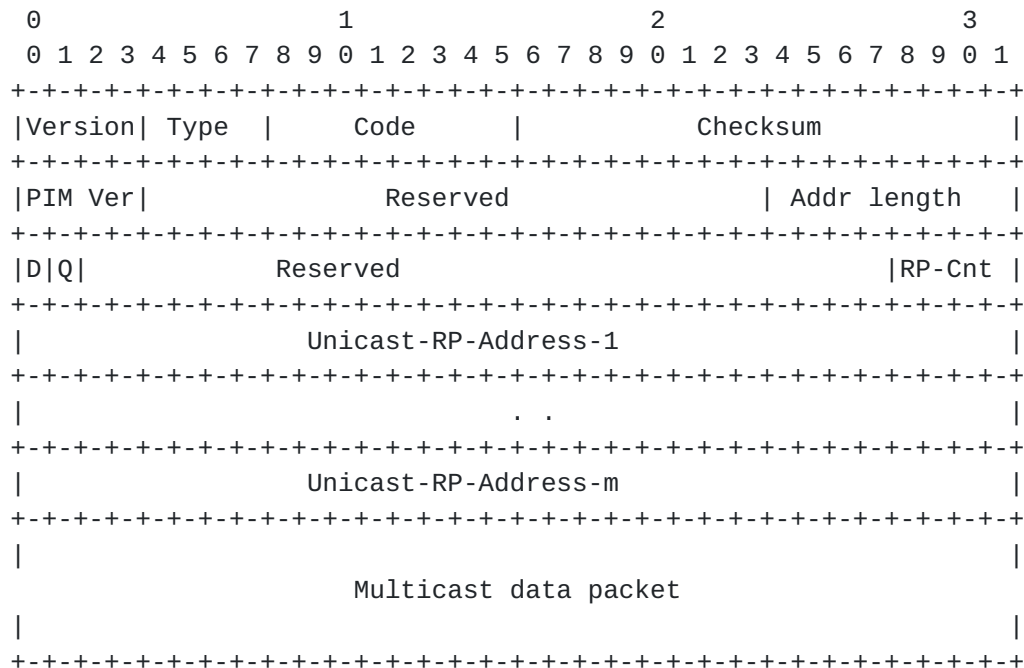 0                   1                   2                   3
 0 1 2 3 4 5 6 7 8 9 0 1 2 3 4 5 6 7 8 9 0 1 2 3 4 5 6 7 8 9 0 1
+-+-+-+-+-+-+-+-+-+-+-+-+-+-+-+-+-+-+-+-+-+-+-+-+-+-+-+-+-+-+-+-+
|Version| Type  |     Code      |           Checksum            |
+-+-+-+-+-+-+-+-+-+-+-+-+-+-+-+-+-+-+-+-+-+-+-+-+-+-+-+-+-+-+-+-+
|PIM Ver|               Reserved                | Addr length   |
+-+-+-+-+-+-+-+-+-+-+-+-+-+-+-+-+-+-+-+-+-+-+-+-+-+-+-+-+-+-+-+-+
|D|Q|            Reserved                               |RP-Cnt |
+-+-+-+-+-+-+-+-+-+-+-+-+-+-+-+-+-+-+-+-+-+-+-+-+-+-+-+-+-+-+-+-+
|                  Unicast-RP-Address-1                         |
+-+-+-+-+-+-+-+-+-+-+-+-+-+-+-+-+-+-+-+-+-+-+-+-+-+-+-+-+-+-+-+-+
|                               . .                             |
+-+-+-+-+-+-+-+-+-+-+-+-+-+-+-+-+-+-+-+-+-+-+-+-+-+-+-+-+-+-+-+-+
|                  Unicast-RP-Address-m                         |
+-+-+-+-+-+-+-+-+-+-+-+-+-+-+-+-+-+-+-+-+-+-+-+-+-+-+-+-+-+-+-+-+
|                                                               |
                      Multicast data packet
|                                                               |
+-+-+-+-+-+-+-+-+-+-+-+-+-+-+-+-+-+-+-+-+-+-+-+-+-+-+-+-+-+-+-+-+